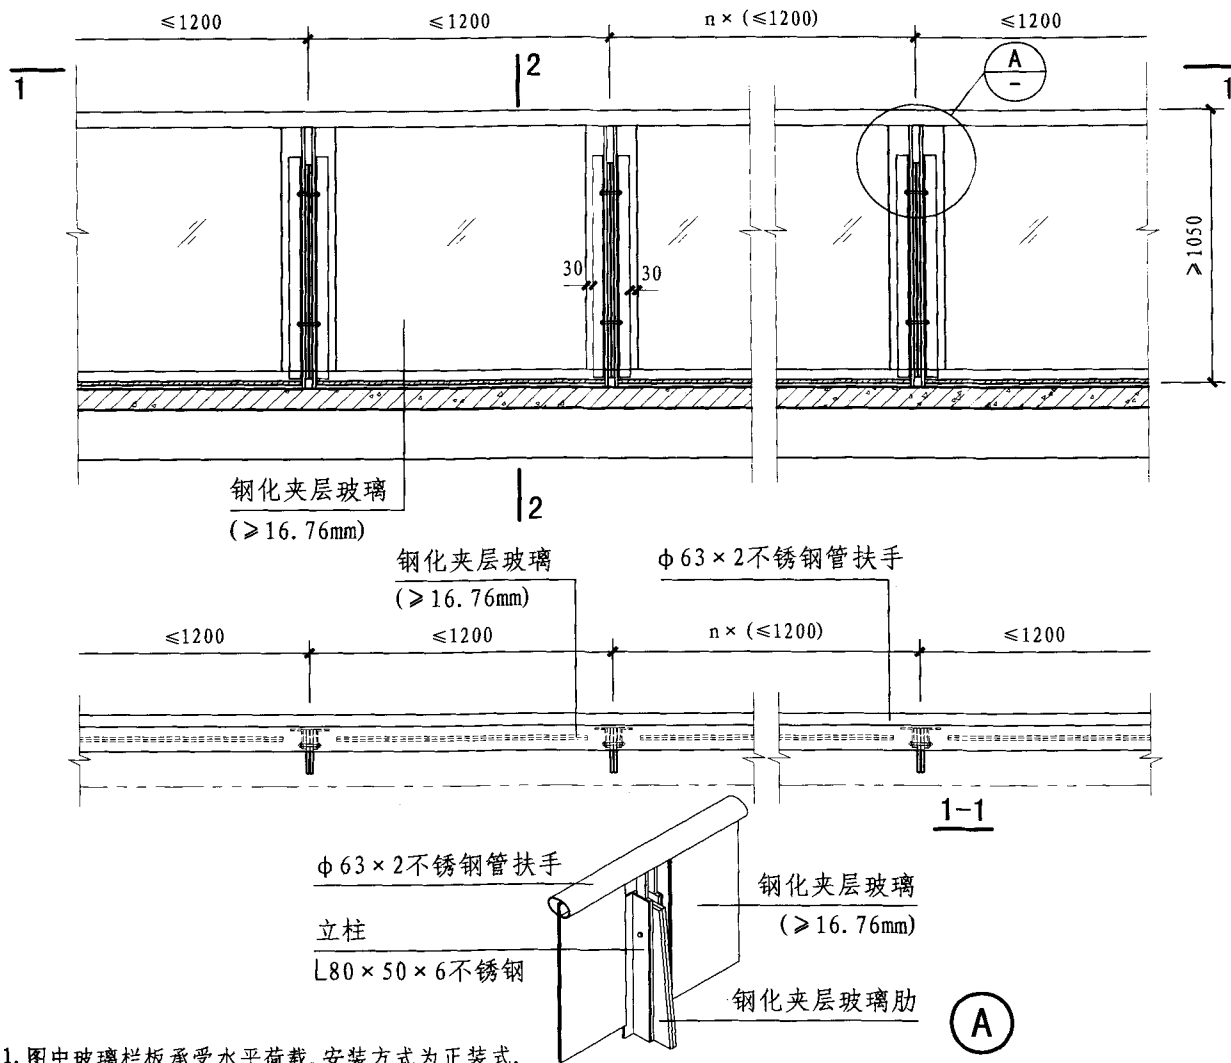 ≤1200 ≤1200 n×(≤1200) ≤1200
1 2 A 1
-
≥1050
30 30
钢化夹层玻璃
(≥16.76mm)
2
钢化夹层玻璃
(≥16.76mm)
φ63×2不锈钢管扶手
≤1200 ≤1200 n×(≤1200) ≤1200
1-1
φ63×2不锈钢管扶手
钢化夹层玻璃
(≥16.76mm)
立柱
L80×50×6不锈钢
钢化夹层玻璃肋
A
1.图中玻璃栏板承受水平荷载,安装方式为正装式.